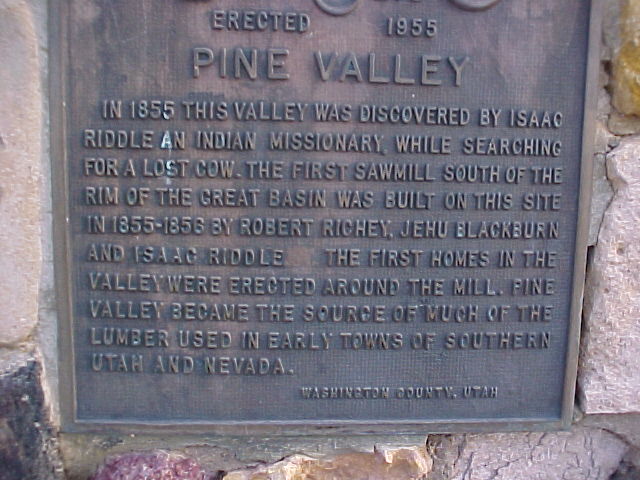 ERECTED 1955
PINE VALLEY
IN 1855 THIS VALLEY WAS DISCOVERED BY ISAAC
RIDDLE AN INDIAN MISSIONARY, WHILE SEARCHING
FOR A LOST COW. THE FIRST SAWMILL SOUTH OF THE
RIM OF THE GREAT BASIN WAS BUILT ON THIS SITE
IN 1855-1856 BY ROBERT RICHEY, JEHU BLACKBURN
AND ISAAC RIDDLE THE FIRST HOMES IN THE
VALLEY WERE ERECTED AROUND THE MILL. PINE
VALLEY BECAME THE SOURCE OF MUCH OF THE
LUMBER USED IN EARLY TOWNS OF SOUTHERN
UTAH AND NEVADA.
WASHINGTON COUNTY, UTAH